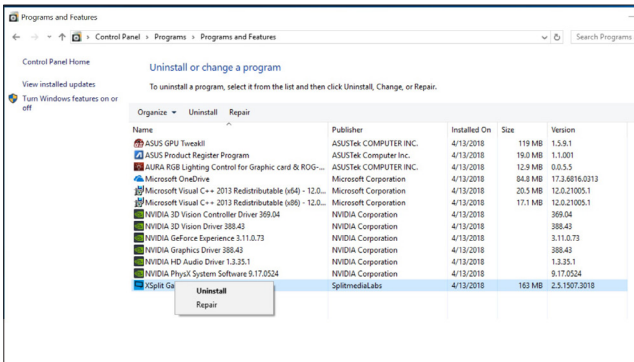 Programs and Features
Control Panel › Programs › Programs and Features
Search Programs
Control Panel Home
View installed updates
Turn Windows features on or
off
Uninstall or change a program
To uninstall a program, select it from the list and then click Uninstall, Change, or Repair.
Organize Uninstall Repair
Name Publisher Installed On Size Version
ASUS GPU TweakII ASUSTek COMPUTER INC. 4/13/2018 119 MB 1.5.9.1
ASUS Product Register Program ASUSTek Computer Inc. 4/13/2018 19.0 MB 1.1.001
AURA RGB Lighting Control for Graphic card & ROG-... ASUSTek COMPUTER INC. 4/13/2018 12.9 MB 0.0.5.5
Microsoft OneDrive Microsoft Corporation 4/13/2018 84.8 MB 17.3.6816.0313
Microsoft Visual C++ 2013 Redistributable (x64) - 12.0... Microsoft Corporation 4/13/2018 20.5 MB 12.0.21005.1
Microsoft Visual C++ 2013 Redistributable (x86) - 12.0... Microsoft Corporation 4/13/2018 17.1 MB 12.0.21005.1
NVIDIA 3D Vision Controller Driver 369.04 NVIDIA Corporation 4/13/2018 369.04
NVIDIA 3D Vision Driver 388.43 NVIDIA Corporation 4/13/2018 388.43
NVIDIA GeForce Experience 3.11.0.73 NVIDIA Corporation 4/13/2018 3.11.0.73
NVIDIA Graphics Driver 388.43 NVIDIA Corporation 4/13/2018 388.43
NVIDIA HD Audio Driver 1.3.35.1 NVIDIA Corporation 4/13/2018 1.3.35.1
NVIDIA PhysX System Software 9.17.0524 NVIDIA Corporation 4/13/2018 9.17.0524
XSplit Ga SplitmediaLabs 4/13/2018 163 MB 2.5.1507.3018
Uninstall
Repair